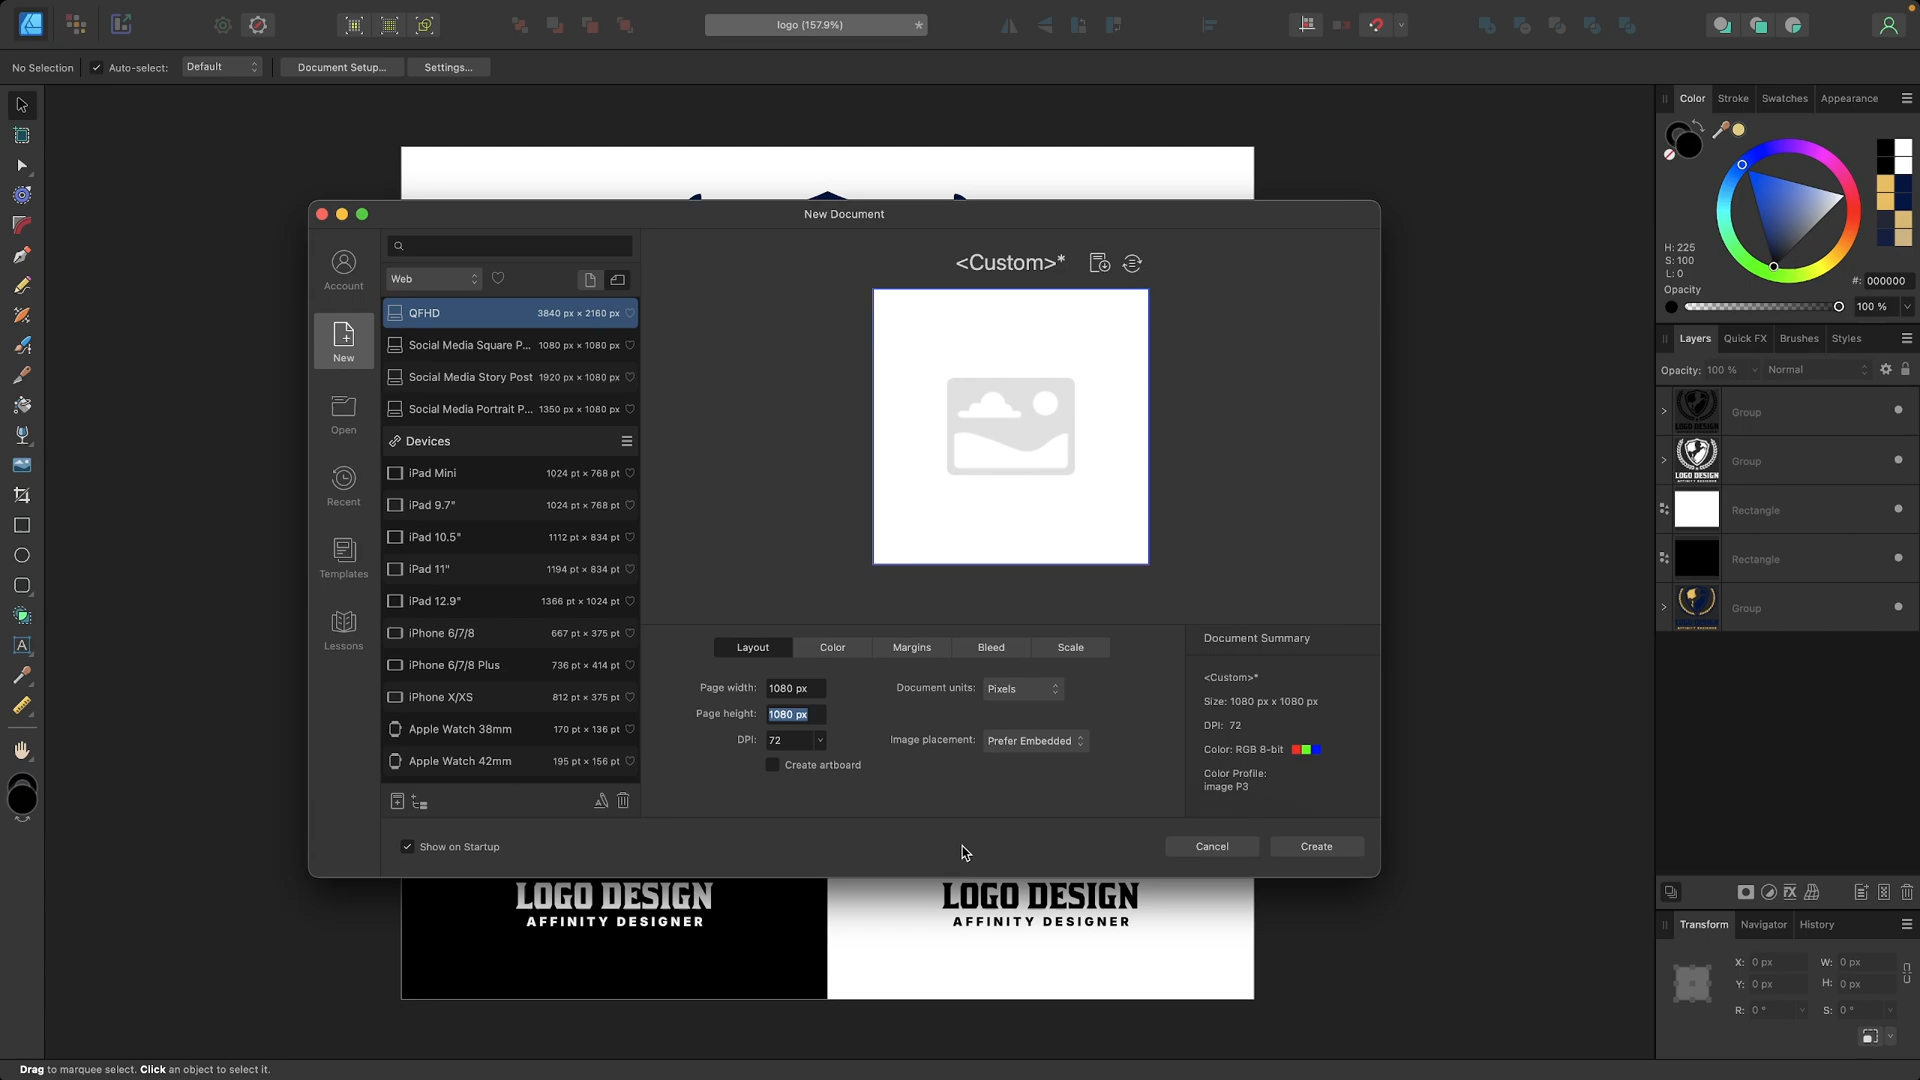 logo (157.9%)
*
No Selection
Auto-select:
Default
Document Setup...
Settings...
Color
Stroke
Swatches
Appearance
H: 225
S: 100
L: 0
#: 000000
Opacity
100 %
Layers
Quick FX
Brushes
Styles
Opacity: 100 %
Normal
LOGO DESIGN
Group
LOGO DESIGN
Group
Rectangle
Rectangle
Group
Transform
Navigator
History
X: 0 px
W: 0 px
Y: 0 px
H: 0 px
R: 0 °
S: 0 °
New Document
Account
New
Open
Recent
Templates
Lessons
Web
QFHD 3840 px × 2160 px
Social Media Square P... 1080 px × 1080 px
Social Media Story Post 1920 px × 1080 px
Social Media Portrait P... 1350 px × 1080 px
Devices
iPad Mini 1024 pt × 768 pt
iPad 9.7" 1024 pt × 768 pt
iPad 10.5" 1112 pt × 834 pt
iPad 11" 1194 pt × 834 pt
iPad 12.9" 1366 pt × 1024 pt
iPhone 6/7/8 667 pt × 375 pt
iPhone 6/7/8 Plus 736 pt × 414 pt
iPhone X/XS 812 pt × 375 pt
Apple Watch 38mm 170 pt × 136 pt
Apple Watch 42mm 195 pt × 156 pt
<Custom>*
Layout
Color
Margins
Bleed
Scale
Page width: 1080 px
Document units: Pixels
Page height: 1080 px
DPI: 72
Image placement: Prefer Embedded
Create artboard
Document Summary
<Custom>*
Size: 1080 px x 1080 px
DPI: 72
Color: RGB 8-bit
Color Profile:
image P3
Show on Startup
Cancel
Create
LOGO DESIGN
AFFINITY DESIGNER
LOGO DESIGN
AFFINITY DESIGNER
Drag to marquee select. Click an object to select it.